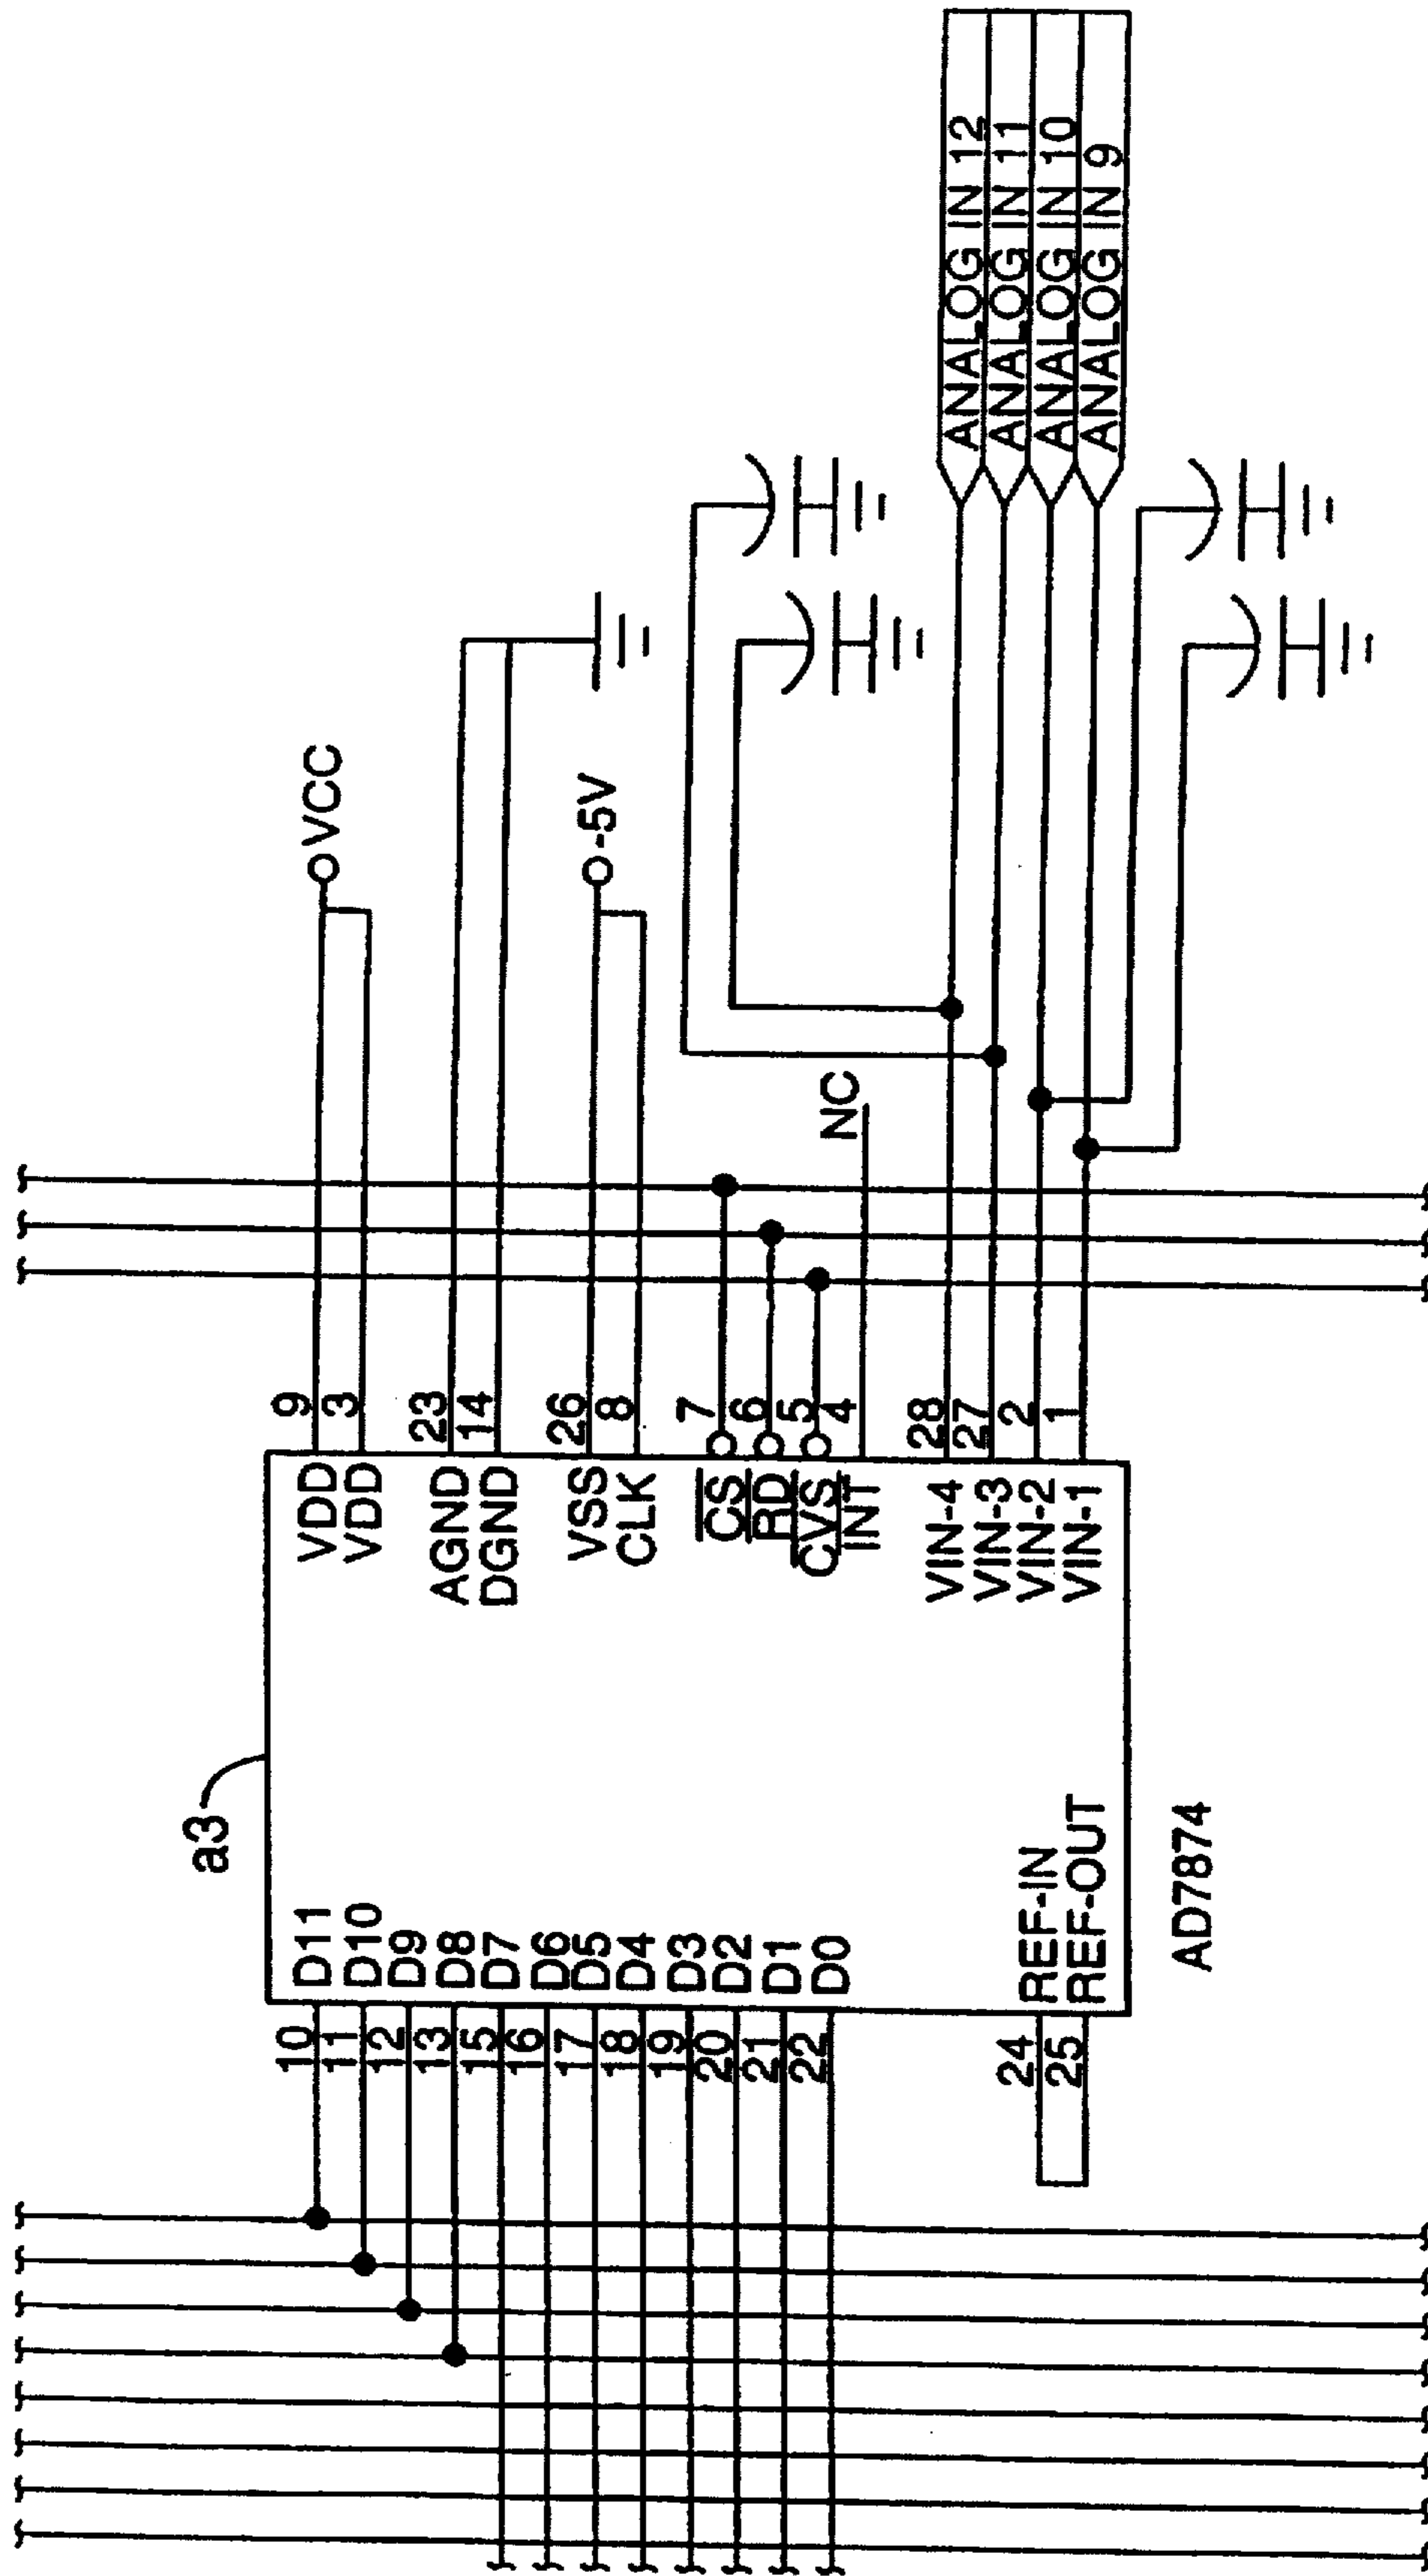 a3
AD7874
D11
D10
D9
D8
D7
D6
D5
D4
D3
D2
D1
D0
REF-IN
REF-OUT
10
11
12
13
15
16
17
18
19
20
21
22
24
25
VDD
VDD
AGND
DGND
VSS
CLK
CS
RD
CVS
INT
VIN-4
VIN-3
VIN-2
VIN-1
9
3
23
14
26
8
7
6
5
4
28
27
2
1
VCC
-5V
NC
ANALOG IN 12
ANALOG IN 11
ANALOG IN 10
ANALOG IN 9